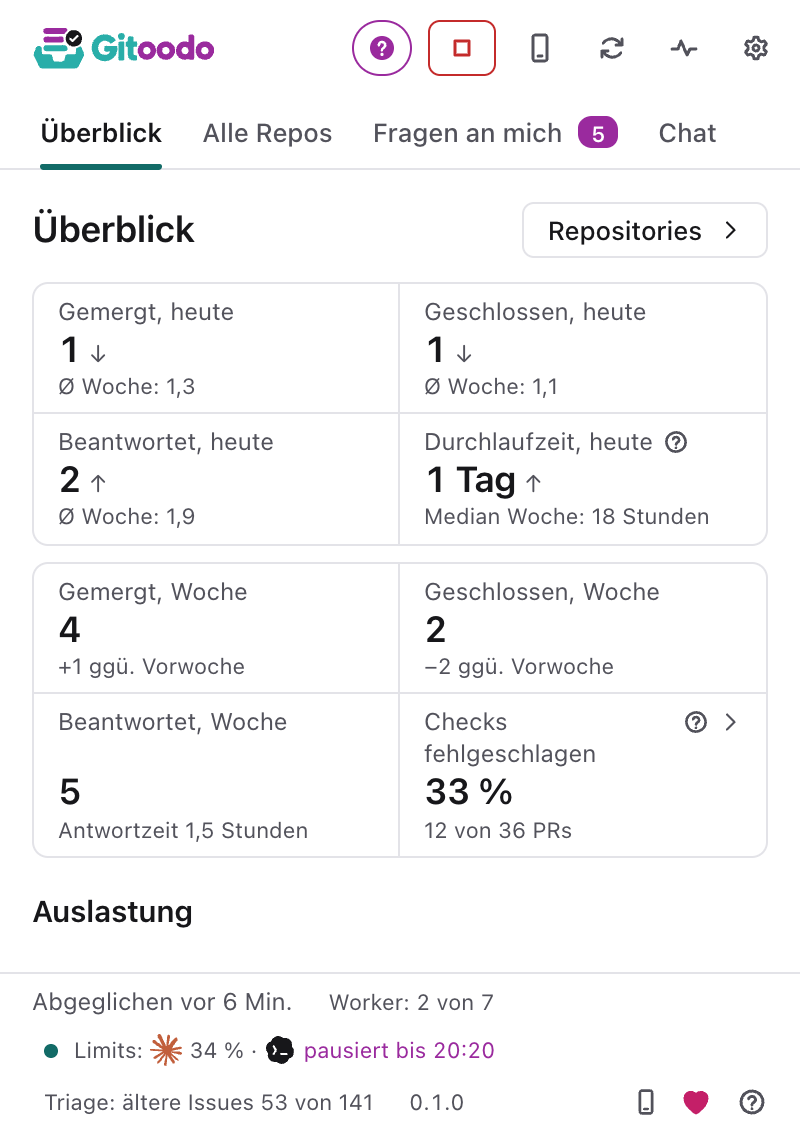 Gitoodo
Überblick
Alle Repos
Fragen an mich 5
Chat
Überblick
Repositories
Gemergt, heute
1 ↓
Ø Woche: 1,3
Geschlossen, heute
1 ↓
Ø Woche: 1,1
Beantwortet, heute
2 ↑
Ø Woche: 1,9
Durchlaufzeit, heute
1 Tag ↑
Median Woche: 18 Stunden
Gemergt, Woche
4
+1 ggü. Vorwoche
Geschlossen, Woche
2
−2 ggü. Vorwoche
Beantwortet, Woche
5
Antwortzeit 1,5 Stunden
Checks
fehlgeschlagen
33 %
12 von 36 PRs
Auslastung
Abgeglichen vor 6 Min.
Worker: 2 von 7
Limits: 34 % · pausiert bis 20:20
Triage: ältere Issues 53 von 141
0.1.0